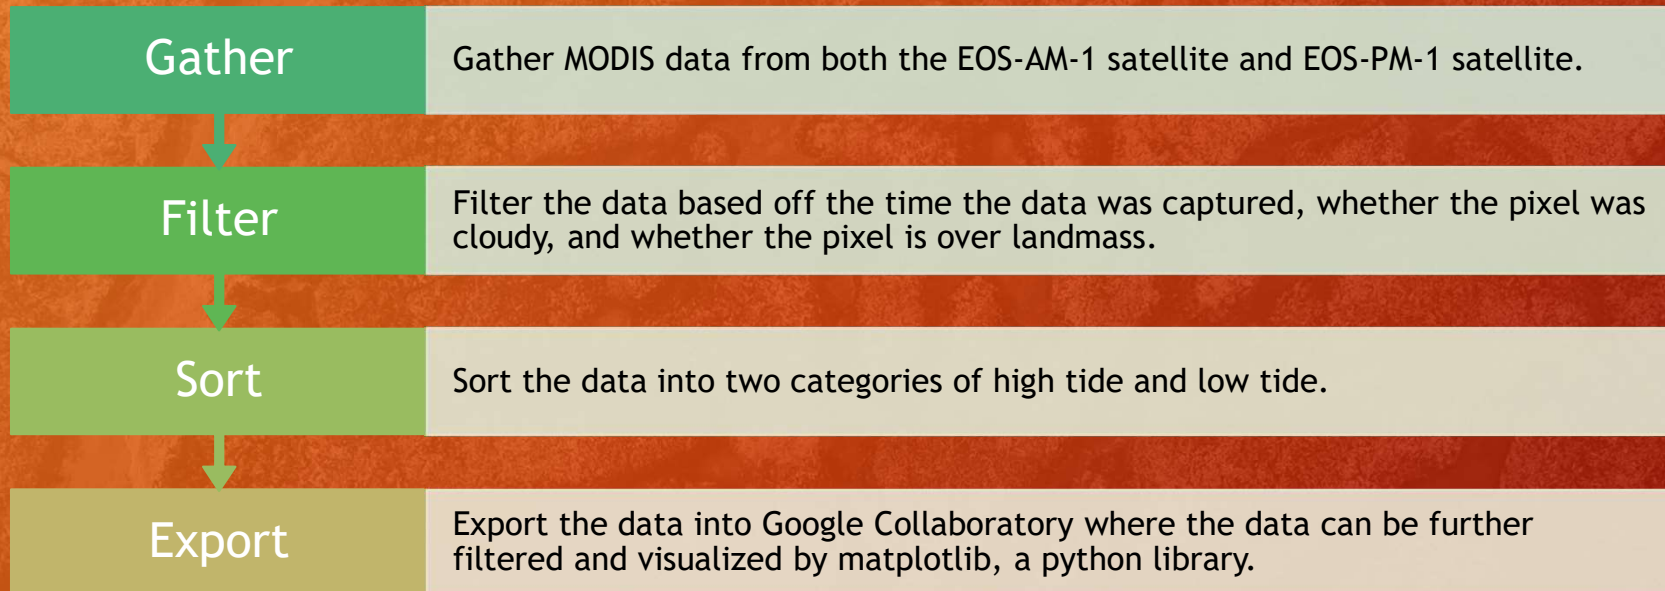 Gather
Gather MODIS data from both the EOS-AM-1 satellite and EOS-PM-1 satellite.
Filter
Filter the data based off the time the data was captured, whether the pixel was
cloudy, and whether the pixel is over landmass.
Sort
Sort the data into two categories of high tide and low tide.
Export
Export the data into Google Collaboratory where the data can be further
filtered and visualized by matplotlib, a python library.